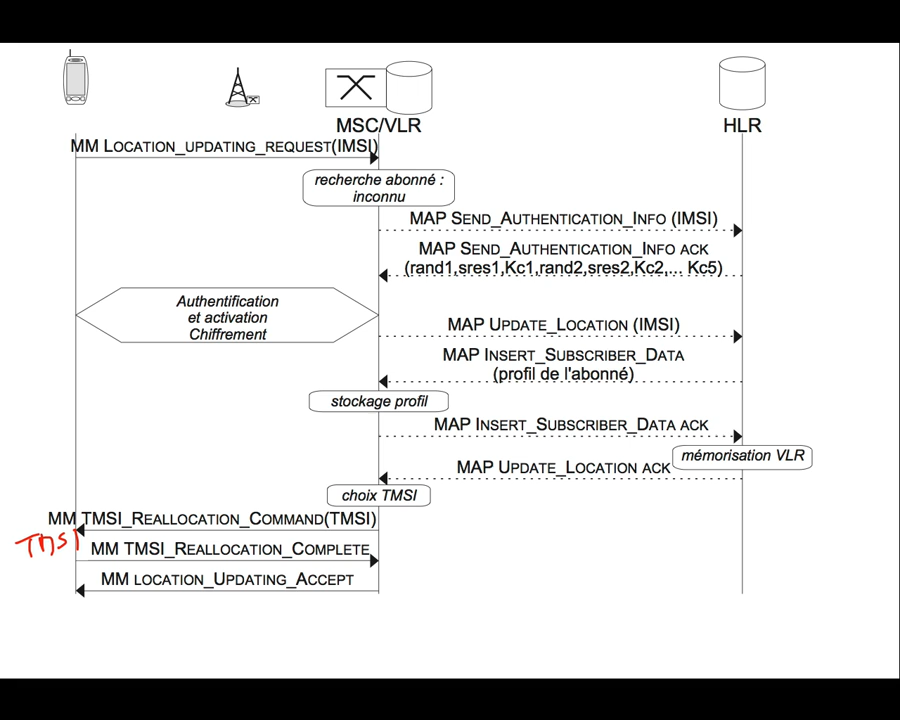 MSC/VLR
HLR
MM LOCATION_UPDATING_REQUEST(IMSI)
recherche abonné :
inconnu
MAP SEND_AUTHENTICATION_INFO (IMSI)
MAP SEND_AUTHENTICATION_INFO ACK
(rand1,sres1,Kc1,rand2,sres2,Kc2,... Kc5)
Authentification
et activation
Chiffrement
MAP UPDATE_LOCATION (IMSI)
MAP INSERT_SUBSCRIBER_DATA
(profil de l'abonné)
stockage profil
MAP INSERT_SUBSCRIBER_DATA ACK
mémorisation VLR
MAP UPDATE_LOCATION ACK
choix TMSI
MM TMSI_REALLOCATION_COMMAND(TMSI)
TMSI
MM TMSI_REALLOCATION_COMPLETE
MM LOCATION_UPDATING_ACCEPT